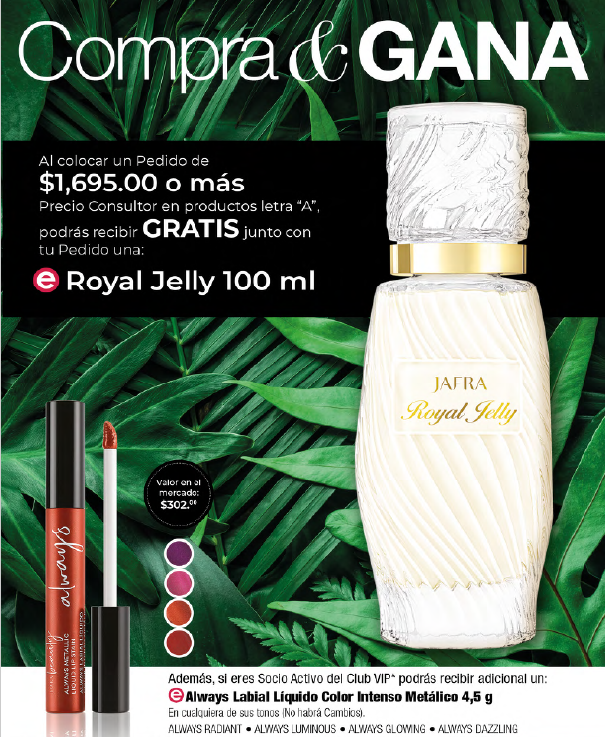 Compra & GANA
Al colocar un Pedido de
$1,695.00 o más
Precio Consultor en productos letra "A",
podrás recibir GRATIS junto con
tu Pedido una:
e Royal Jelly 100 ml
JAFRA
Royal Jelly
Valor en el
mercado:
$302.00
always
beauty
ALWAYS METALLIC
LIQUID LIP STAIN
ALWAYS LABIAL LÍQUIDO
Además, si eres Socio Activo del Club VIP* podrás recibir adicional un:
e Always Labial Líquido Color Intenso Metálico 4,5 g
En cualquiera de sus tonos (No habrá Cambios).
ALWAYS RADIANT • ALWAYS LUMINOUS • ALWAYS GLOWING • ALWAYS DAZZLING